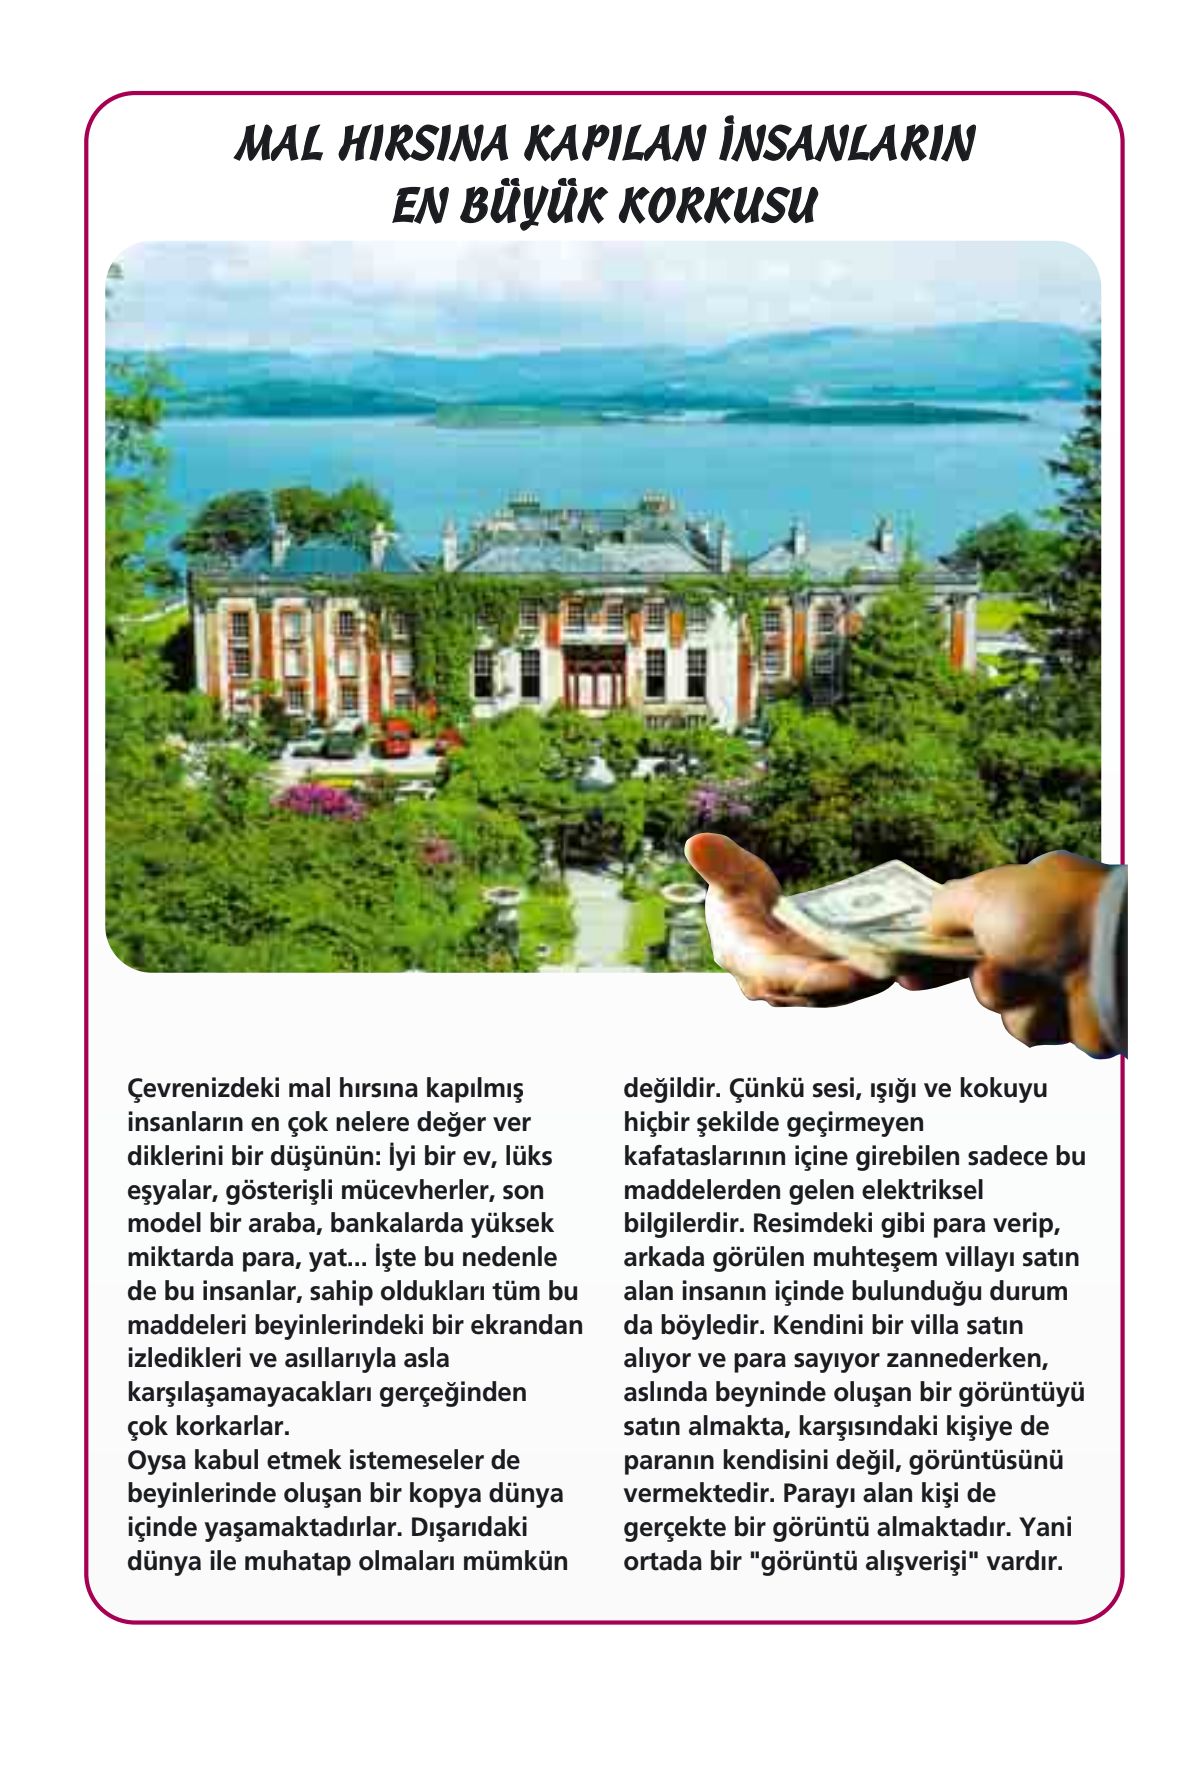 MAL HIRSINA KAPILAN İNSANLARIN
EN BÜYÜK KORKUSU
Çevrenizdeki mal hırsına kapılmış
insanların en çok nelere değer ver
diklerini bir düşünün: İyi bir ev, lüks
eşyalar, gösterişli mücevherler, son
model bir araba, bankalarda yüksek
miktarda para, yat... İşte bu nedenle
de bu insanlar, sahip oldukları tüm bu
maddeleri beyinlerindeki bir ekrandan
izledikleri ve asıllarıyla asla
karşılaşamayacakları gerçeğinden
çok korkarlar.
Oysa kabul etmek istemeseler de
beyinlerinde oluşan bir kopya dünya
içinde yaşamaktadırlar. Dışarıdaki
dünya ile muhatap olmaları mümkün
değildir. Çünkü sesi, ışığı ve kokuyu
hiçbir şekilde geçirmeyen
kafataslarının içine girebilen sadece bu
maddelerden gelen elektriksel
bilgilerdir. Resimdeki gibi para verip,
arkada görülen muhteşem villayı satın
alan insanın içinde bulunduğu durum
da böyledir. Kendini bir villa satın
alıyor ve para sayıyor zannederken,
aslında beyninde oluşan bir görüntüyü
satın almakta, karşısındaki kişiye de
paranın kendisini değil, görüntüsünü
vermektedir. Parayı alan kişi de
gerçekte bir görüntü almaktadır. Yani
ortada bir "görüntü alışverişi" vardır.